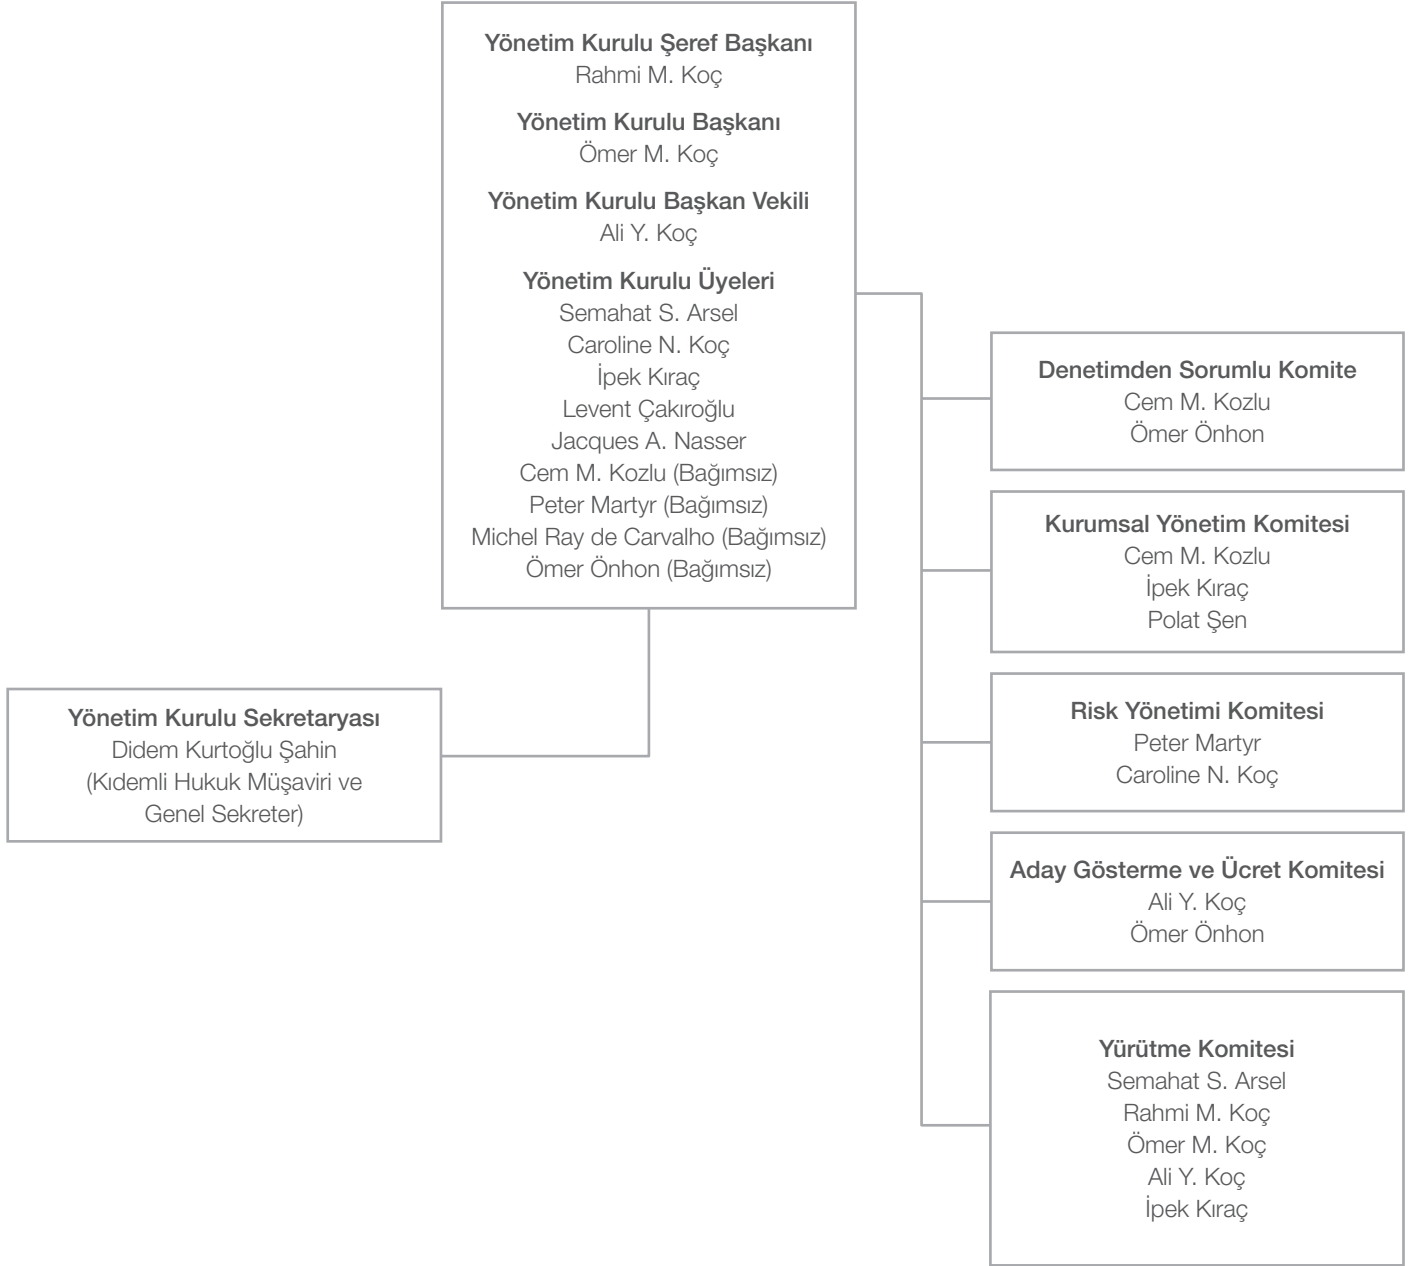 Yönetim Kurulu Şeref Başkanı
Rahmi M. Koç
Yönetim Kurulu Başkanı
Ömer M. Koç
Yönetim Kurulu Başkan Vekili
Ali Y. Koç
Yönetim Kurulu Üyeleri
Semahat S. Arsel
Caroline N. Koç
İpek Kıraç
Levent Çakıroğlu
Jacques A. Nasser
Cem M. Kozlu (Bağımsız)
Peter Martyr (Bağımsız)
Michel Ray de Carvalho (Bağımsız)
Ömer Önhon (Bağımsız)
Yönetim Kurulu Sekretaryası
Didem Kurtoğlu Şahin
(Kıdemli Hukuk Müşaviri ve
Genel Sekreter)
Denetimden Sorumlu Komite
Cem M. Kozlu
Ömer Önhon
Kurumsal Yönetim Komitesi
Cem M. Kozlu
İpek Kıraç
Polat Şen
Risk Yönetimi Komitesi
Peter Martyr
Caroline N. Koç
Aday Gösterme ve Ücret Komitesi
Ali Y. Koç
Ömer Önhon
Yürütme Komitesi
Semahat S. Arsel
Rahmi M. Koç
Ömer M. Koç
Ali Y. Koç
İpek Kıraç